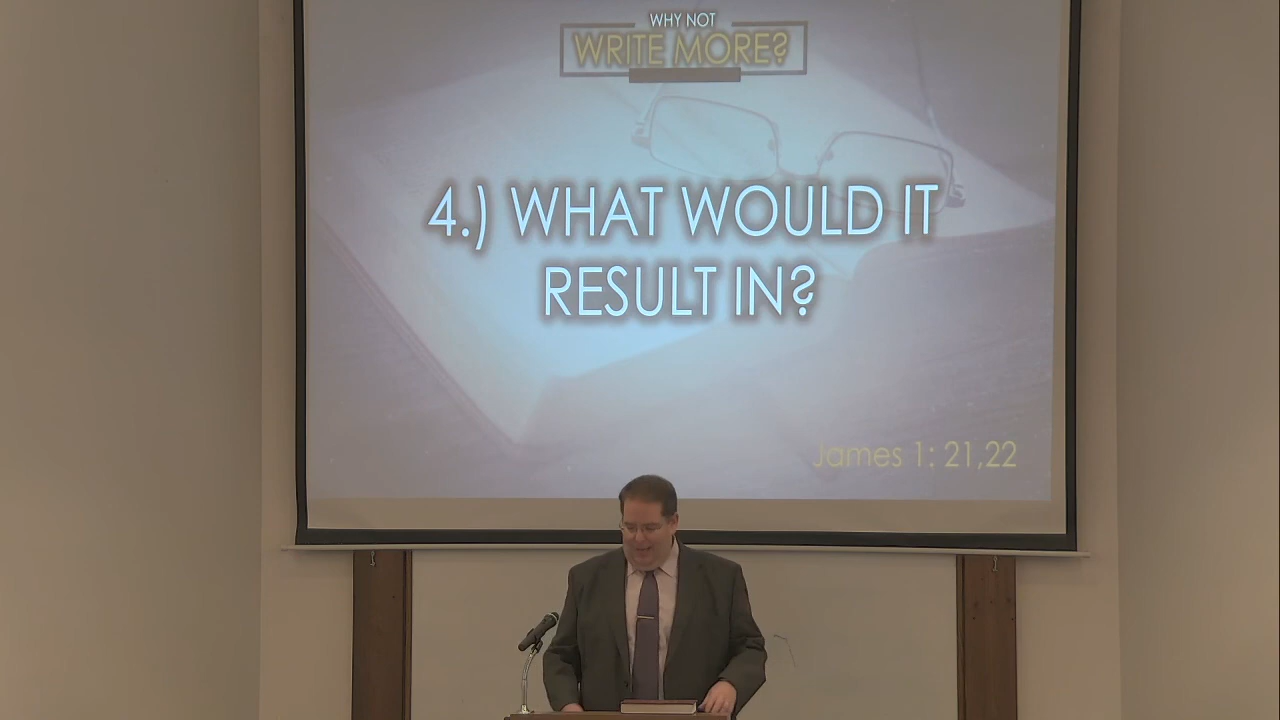 WHY NOT
WRITE MORE?
4.) WHAT WOULD IT
RESULT IN?
James 1: 21,22